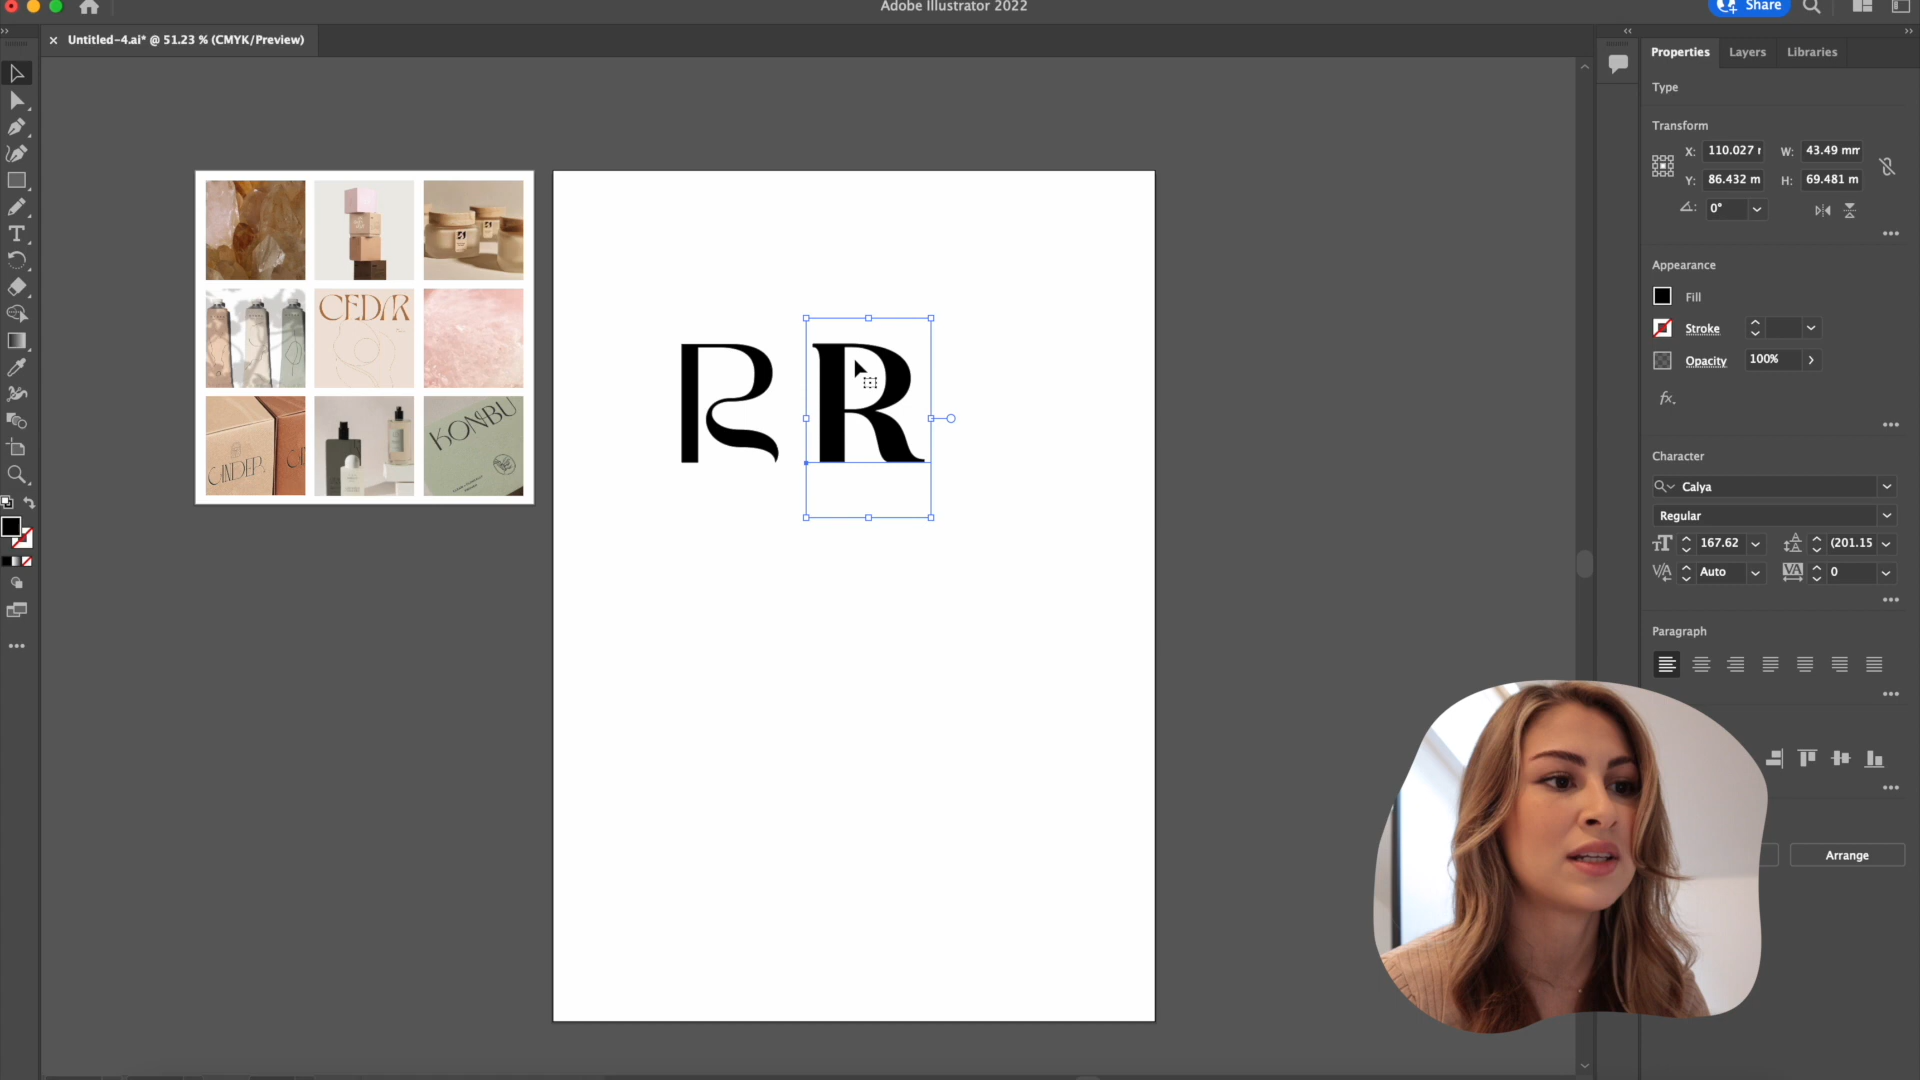 Adobe Illustrator 2022
Share
× Untitled-4.ai* @ 51.23 % (CMYK/Preview)
Properties Layers Libraries
Type
Transform
X: 110.027 W: 43.49 mm
Y: 86.432 m H: 69.481 m
0°
Appearance
Fill
Stroke
Opacity 100%
fx.
Character
Calya
Regular
167.62 (201.15
Auto 0
Paragraph
Arrange
CEDAR
CINDER
KONBU
R R